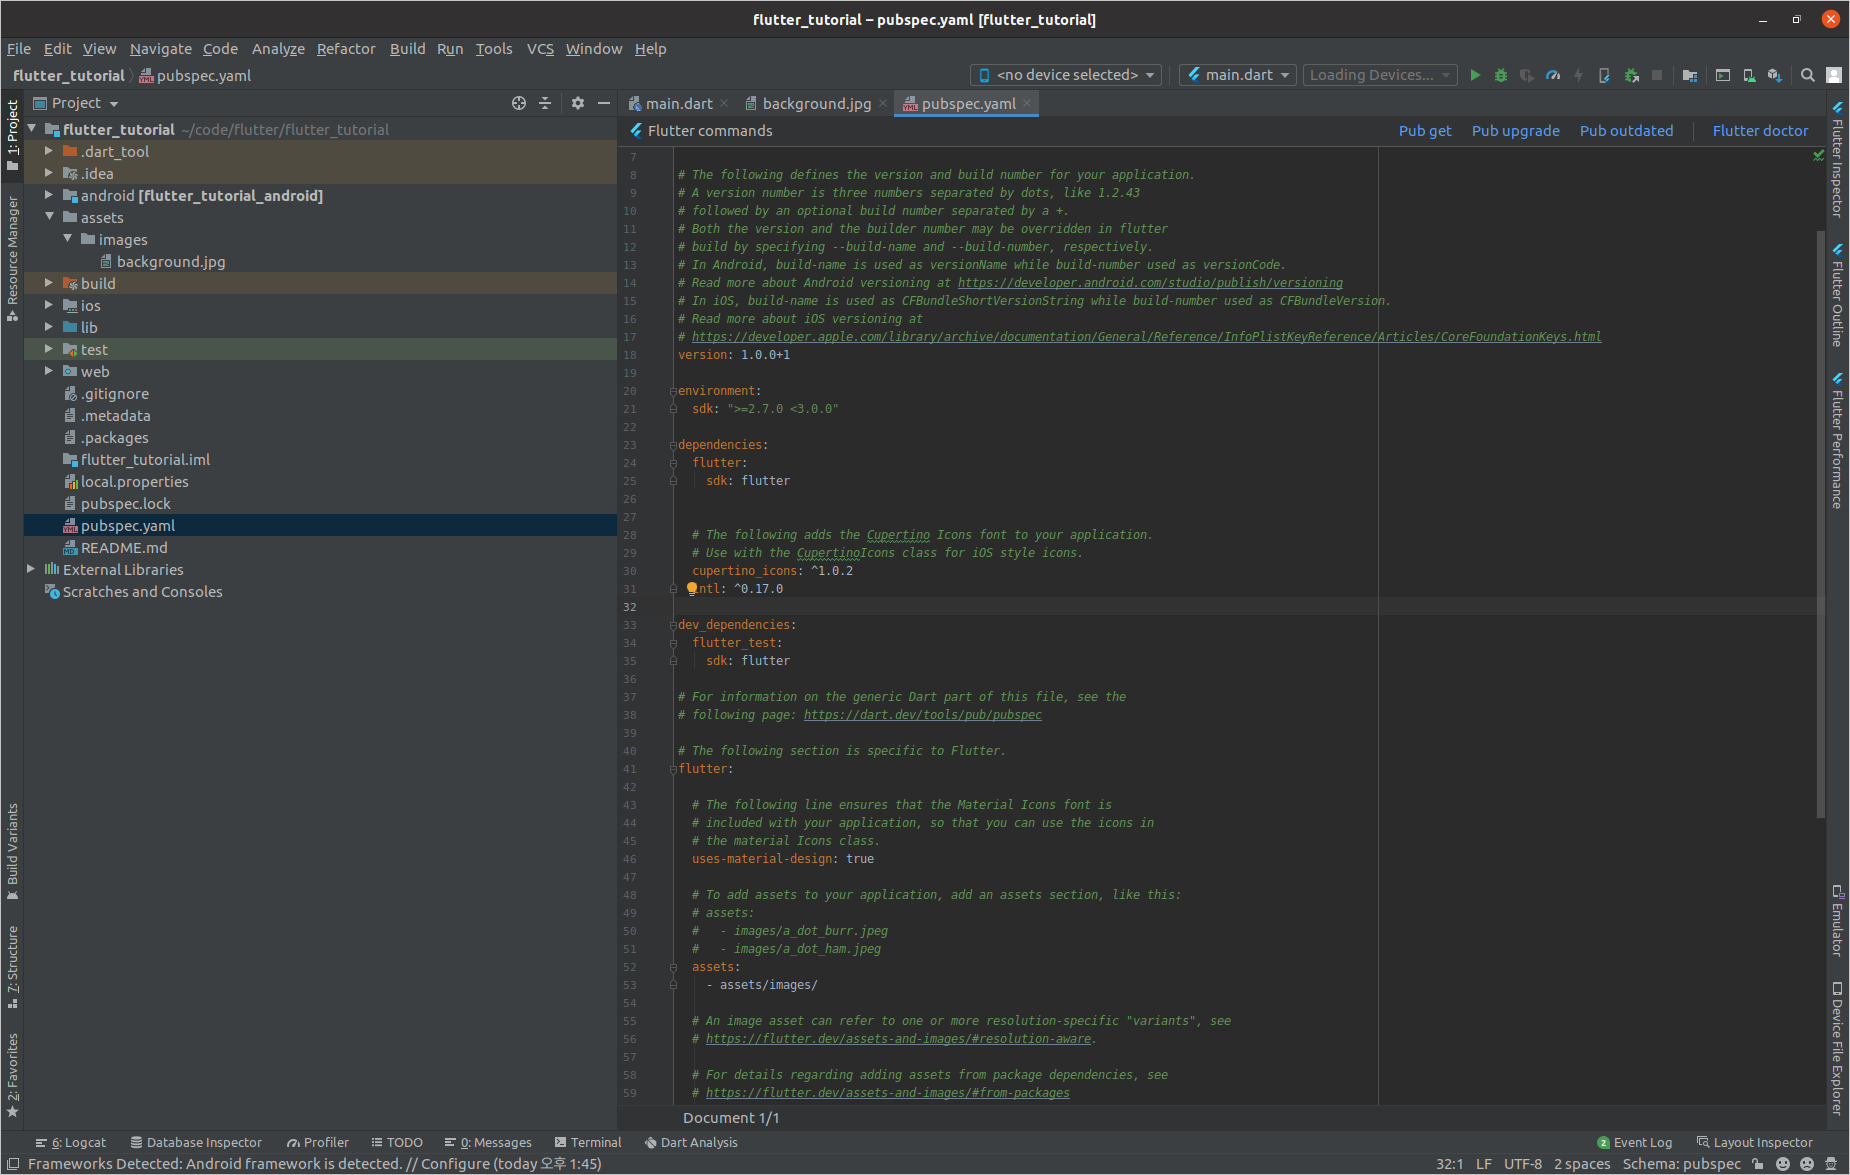 flutter_tutorial – pubspec.yaml [flutter_tutorial]
File Edit View Navigate Code Analyze Refactor Build Run Tools VCS Window Help
flutter_tutorial pubspec.yaml
<no device selected> main.dart Loading Devices...
Project
main.dart background.jpg pubspec.yaml
Flutter commands Pub get Pub upgrade Pub outdated Flutter doctor
1: Project
Resource Manager
Build Variants
7: Structure
2: Favorites
flutter_tutorial ~/code/flutter/flutter_tutorial
.dart_tool
.idea
android [flutter_tutorial_android]
assets
images
background.jpg
build
ios
lib
test
web
.gitignore
.metadata
.packages
flutter_tutorial.iml
local.properties
pubspec.lock
pubspec.yaml
README.md
External Libraries
Scratches and Consoles
7
8 # The following defines the version and build number for your application.
9 # A version number is three numbers separated by dots, like 1.2.43
10 # followed by an optional build number separated by a +.
11 # Both the version and the builder number may be overridden in flutter
12 # build by specifying --build-name and --build-number, respectively.
13 # In Android, build-name is used as versionName while build-number used as versionCode.
14 # Read more about Android versioning at https://developer.android.com/studio/publish/versioning
15 # In iOS, build-name is used as CFBundleShortVersionString while build-number used as CFBundleVersion.
16 # Read more about iOS versioning at
17 # https://developer.apple.com/library/archive/documentation/General/Reference/InfoPlistKeyReference/Articles/CoreFoundationKeys.html
18 version: 1.0.0+1
19
20 environment:
21 sdk: ">=2.7.0 <3.0.0"
22
23 dependencies:
24 flutter:
25 sdk: flutter
26
27
28 # The following adds the Cupertino Icons font to your application.
29 # Use with the CupertinoIcons class for iOS style icons.
30 cupertino_icons: ^1.0.2
31 intl: ^0.17.0
32
33 dev_dependencies:
34 flutter_test:
35 sdk: flutter
36
37 # For information on the generic Dart part of this file, see the
38 # following page: https://dart.dev/tools/pub/pubspec
39
40 # The following section is specific to Flutter.
41 flutter:
42
43 # The following line ensures that the Material Icons font is
44 # included with your application, so that you can use the icons in
45 # the material Icons class.
46 uses-material-design: true
47
48 # To add assets to your application, add an assets section, like this:
49 # assets:
50 # - images/a_dot_burr.jpeg
51 # - images/a_dot_ham.jpeg
52 assets:
53 - assets/images/
54
55 # An image asset can refer to one or more resolution-specific "variants", see
56 # https://flutter.dev/assets-and-images/#resolution-aware.
57
58 # For details regarding adding assets from package dependencies, see
59 # https://flutter.dev/assets-and-images/#from-packages
Document 1/1
Flutter Inspector
Flutter Outline
Flutter Performance
Emulator
Device File Explorer
6: Logcat Database Inspector Profiler TODO 0: Messages Terminal Dart Analysis 2 Event Log Layout Inspector
Frameworks Detected: Android framework is detected. // Configure (today 오후 1:45) 32:1 LF UTF-8 2 spaces Schema: pubspec